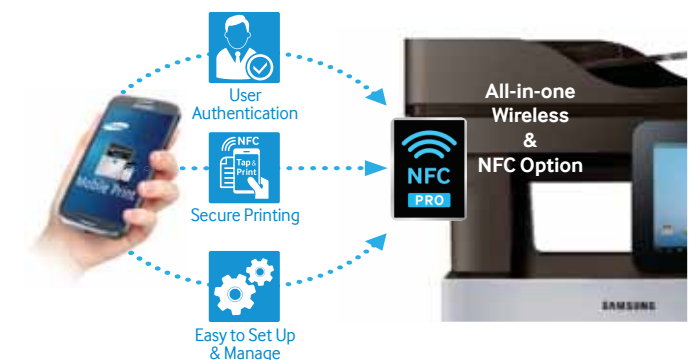 User
Authentication
NFC
Tap &
Print
Secure Printing
Easy to Set Up
& Manage
Mobile Print
NFC
PRO
All-in-one
Wireless
&
NFC Option
SAMSUNG